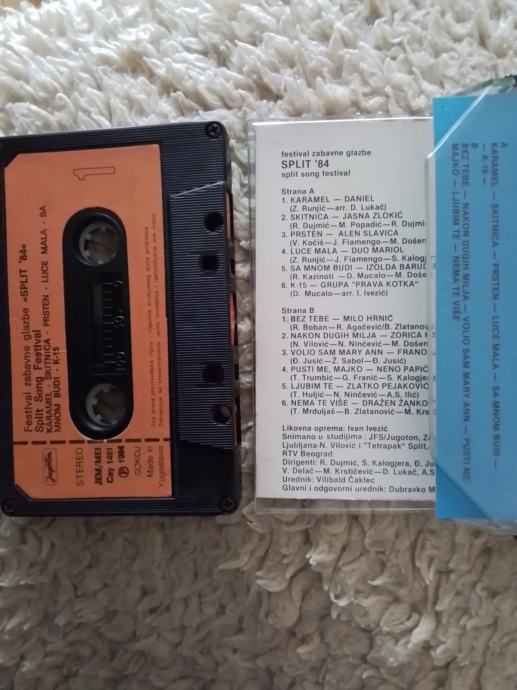 1
Festival zabavne glazbe »SPLIT '84«
Split Song Festival
KARAMEL - SKITNICA - PRSTEN - LUCE MALA - SA
MNOM BUDI - K-15
Jugoton
STEREO
JEM/MEI
Cay 1481
℗ 1984
SOKOJ
Made in
Yugoslavia
festival zabavne glazbe
SPLIT '84
split song festival
Strana A
1. KARAMEL — DANIEL
(Z. Runjić—arr. D. Lukač)
2. SKITNICA — JASNA ZLOKIĆ
(R. Dujmić — M. Popadić — R. Dujmi
3. PRSTEN — ALEN SLAVICA
(V. Kočiš — J. Fiamengo — M. Došen
4. LUCE MALA — DUO MARIOL
(Z. Runjić — J. Fiamengo — S. Kalog
5. SA MNOM BUDI — IZOLDA BARU
(R. Kazinoti — D. Mucalo — M. Doše
6. K-15 — GRUPA "PRAVA KOTKA"
(D. Mucalo — arr. I. Ivezić)
Strana B
1. BEZ TEBE — MILO HRNIĆ
(R. Boban — R. Agačević/B. Zlatano
2. NAKON DUGIH MILJA — ZORICA
(N. Vilović — N. Ninčević — M. Došen
3. VOLIO SAM MARY ANN — FRANO
(Đ. Jusić — Z. Sabol — Đ. Jusić)
4. PUSTI ME, MAJKO — NENO PAPIĆ
(T. Trumbić — G. Franić — S. Kalogje
5. LJUBIM TE — ZLATKO PEJAKOVIĆ
(T. Huljić — N. Ninčević — A.S. Ilić)
6. NEMA TE VIŠE — DRAŽEN ŽANKO
(T. Mrduljaš — B. Zlatanović — M. Krs
Likovna oprema: Ivan Ivezić
Snimano u studijima: JFS/Jugoton,
Ljubljana-N. Vilović i "Tetrapak" Split,
RTV Beograd.
Dirigenti: R. Dujmić, S. Kalogjera, Đ. Ju
V. Delač — M. Krstičević — D. Lukač, A.S
Urednik: Vilibald Čaklec
Glavni i odgovorni urednik: Dubravko M
A
KARAMEL — SKITNICA — PRSTEN — LUCE MALA — SA MNOM BUDI —
— K-15 —
B
BEZ TEBE — NAKON DUGIH MILJA — VOLIO SAM MARY ANN — PUSTI ME
MAJKO — LJUBIM TE — NEMA TE VIŠE